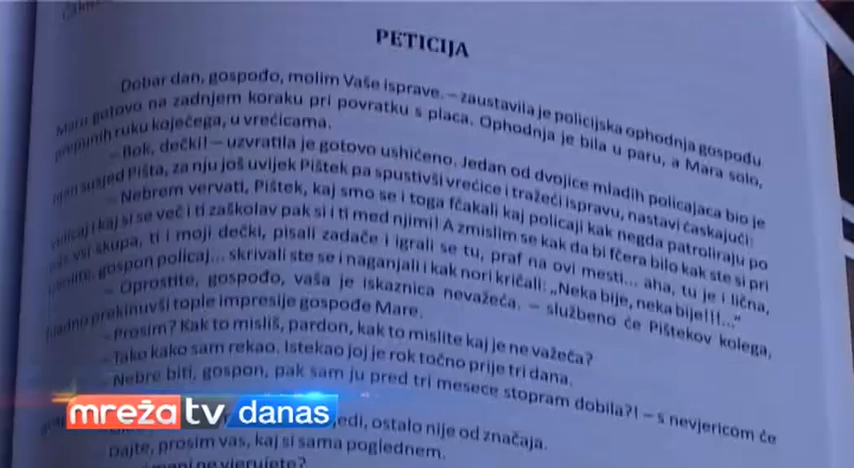 PETICIJA
Dobar dan, gospođo, molim Vaše isprave. – zaustavila je policijska ophodnja gospođu
Maru gotovo na zadnjem koraku pri povratku s placa. Ophodnja je bila u paru, a Mara solo,
prepunih ruku koječega, u vrećicama.
– Bok, dečki! – uzvratila je gotovo ushićeno. Jedan od dvojice mladih policajaca bio je
njen susjed Pišta, za nju još uvijek Pištek pa spustivši vrećice i tražeći ispravu, nastavi ćaskajući:
– Nebrem vervati, Pištek, kaj smo se i toga fčakali kaj policaji kak negda patroliraju po
i kaj si se več i ti zaškolav pak si i ti med njimi! A zmislim se kak da bi fčera bilo kak ste si pri
vsi skupa, ti i moji dečki, pisali zadače i igrali se tu, praf na ovi mesti... aha, tu je i lična,
gospon policaj... skrivali ste se i naganjali i kak nori kričali: „Neka bije, neka bije!!!...“
– Oprostite, gospođo, vaša je iskaznica nevažeća. – službeno će Pištekov kolega,
prekinuvši tople impresije gospođe Mare.
– Prosim? Kak to misliš, pardon, kak to mislite kaj je ne važeča?
– Tako kako sam rekao. Istekao joj je rok točno prije tri dana.
– Nebre biti, gospon, pak sam ju pred tri mesece stopram dobila?! – s nevjericom će
ostalo nije od značaja.
Dajte, prosim vas, kaj si sama poglednem.
ne vjerujete?
mreža tv danas